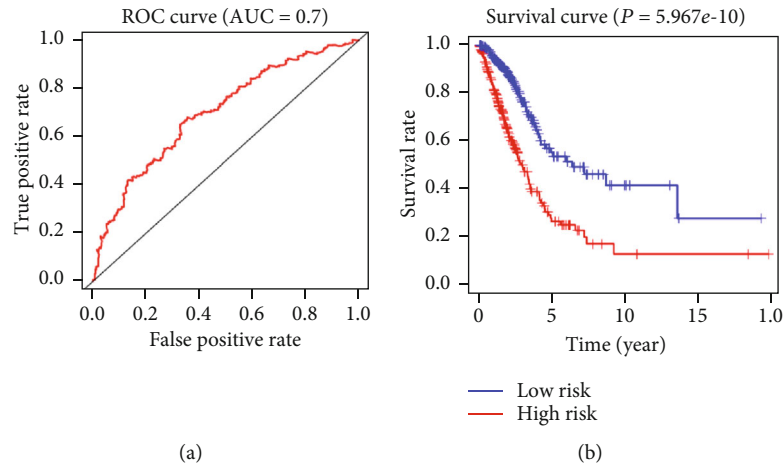 ROC curve (AUC = 0.7)
True positive rate
1.0
0.8
0.6
0.4
0.2
0.0
0.0 0.2 0.4 0.6 0.8 1.0
False positive rate
(a)
Survival curve (P = 5.967e-10)
Survival rate
1.0
0.8
0.6
0.4
0.2
0.0
0 5 10 15 1.0
Time (year)
Low risk
High risk
(b)